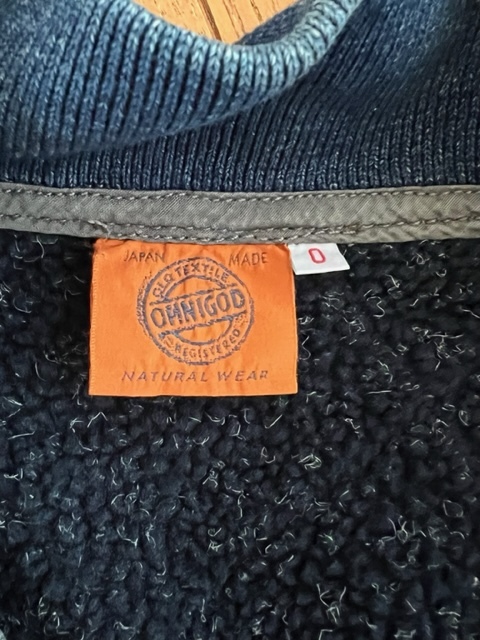 JAPAN MADE
OLD TEXTILE
OMNIGOD
REGISTERED
NATURAL WEAR
0